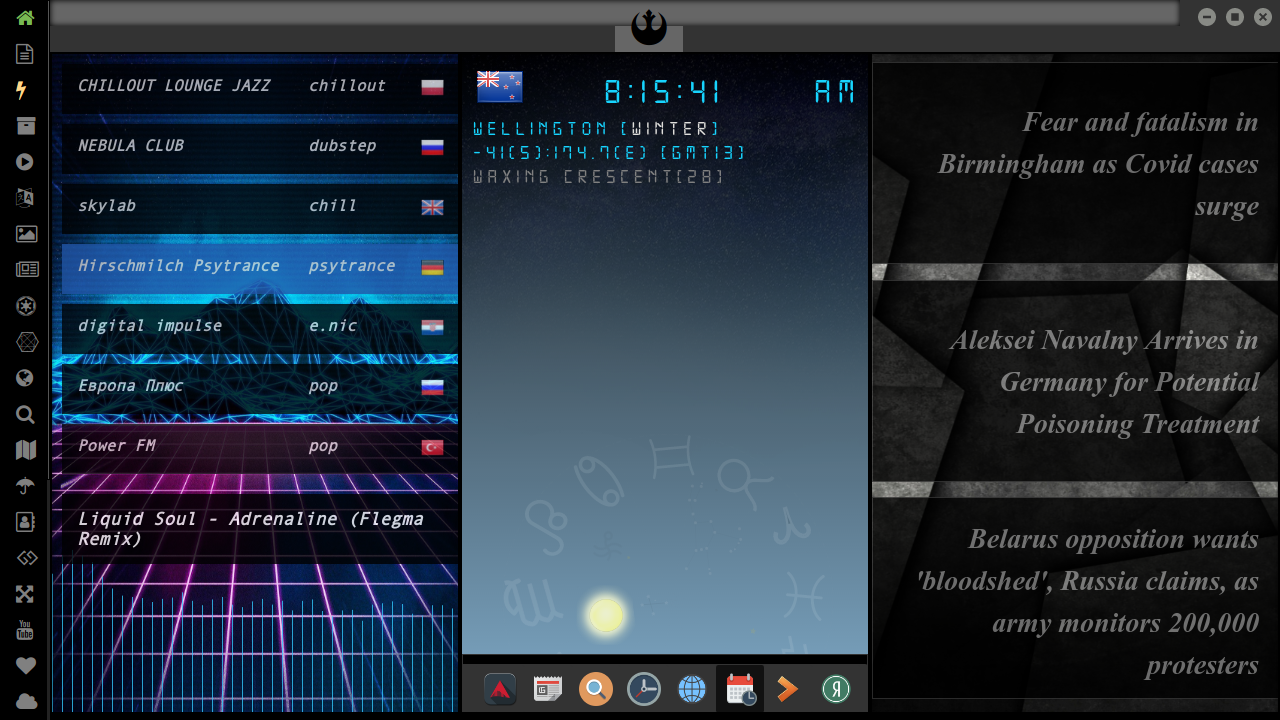 CHILLOUT LOUNGE JAZZ chillout
NEBULA CLUB dubstep
skylab chill
Hirschmilch Psytrance psytrance
digital impulse e.nic
Европа Плюс pop
Power FM pop
Liquid Soul - Adrenaline (Flegma
Remix)
8:15:41 AM
WELLINGTON [WINTER]
-41(S):174.7(E) [GMT13]
WAXING CRESCENT[28]
Fear and fatalism in
Birmingham as Covid cases
surge
Aleksei Navalny Arrives in
Germany for Potential
Poisoning Treatment
Belarus opposition wants
'bloodshed', Russia claims, as
army monitors 200,000
protesters
You
Tube
Я